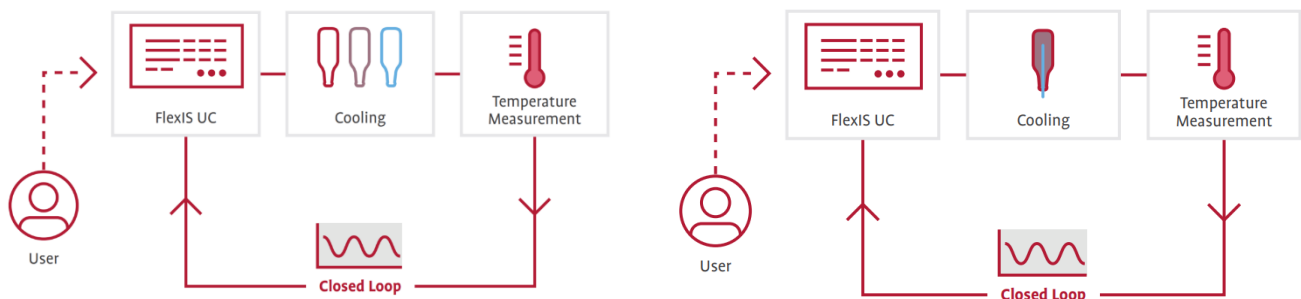 FlexIS UC
Cooling
Temperature
Measurement
User
Closed Loop
FlexIS UC
Cooling
Temperature
Measurement
User
Closed Loop